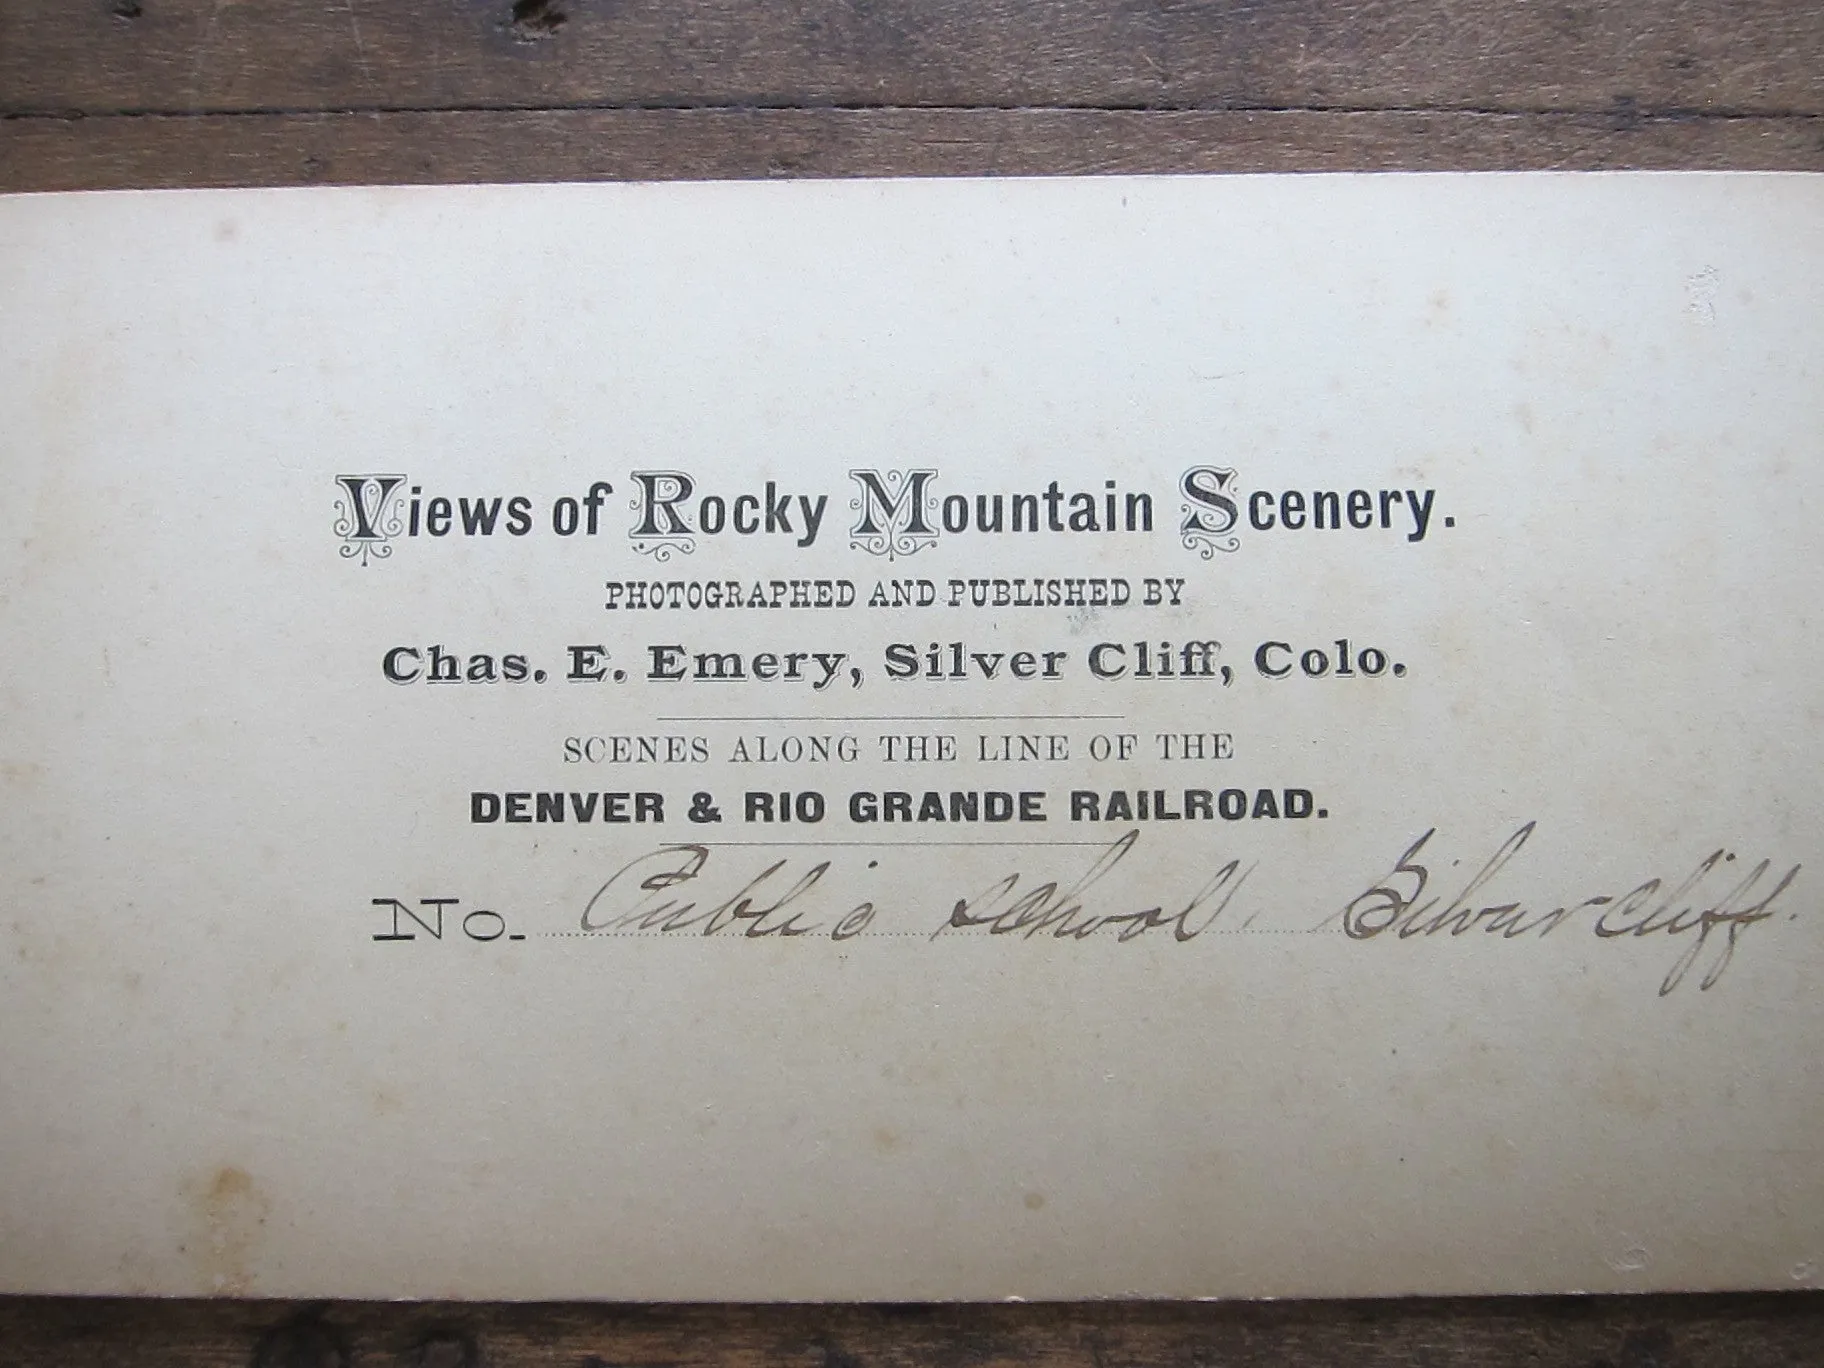 Views of Rocky Mountain Scenery.
PHOTOGRAPHED AND PUBLISHED BY
Chas. E. Emery, Silver Cliff, Colo.
SCENES ALONG THE LINE OF THE
DENVER & RIO GRANDE RAILROAD.
No. Public school. Silver cliff.